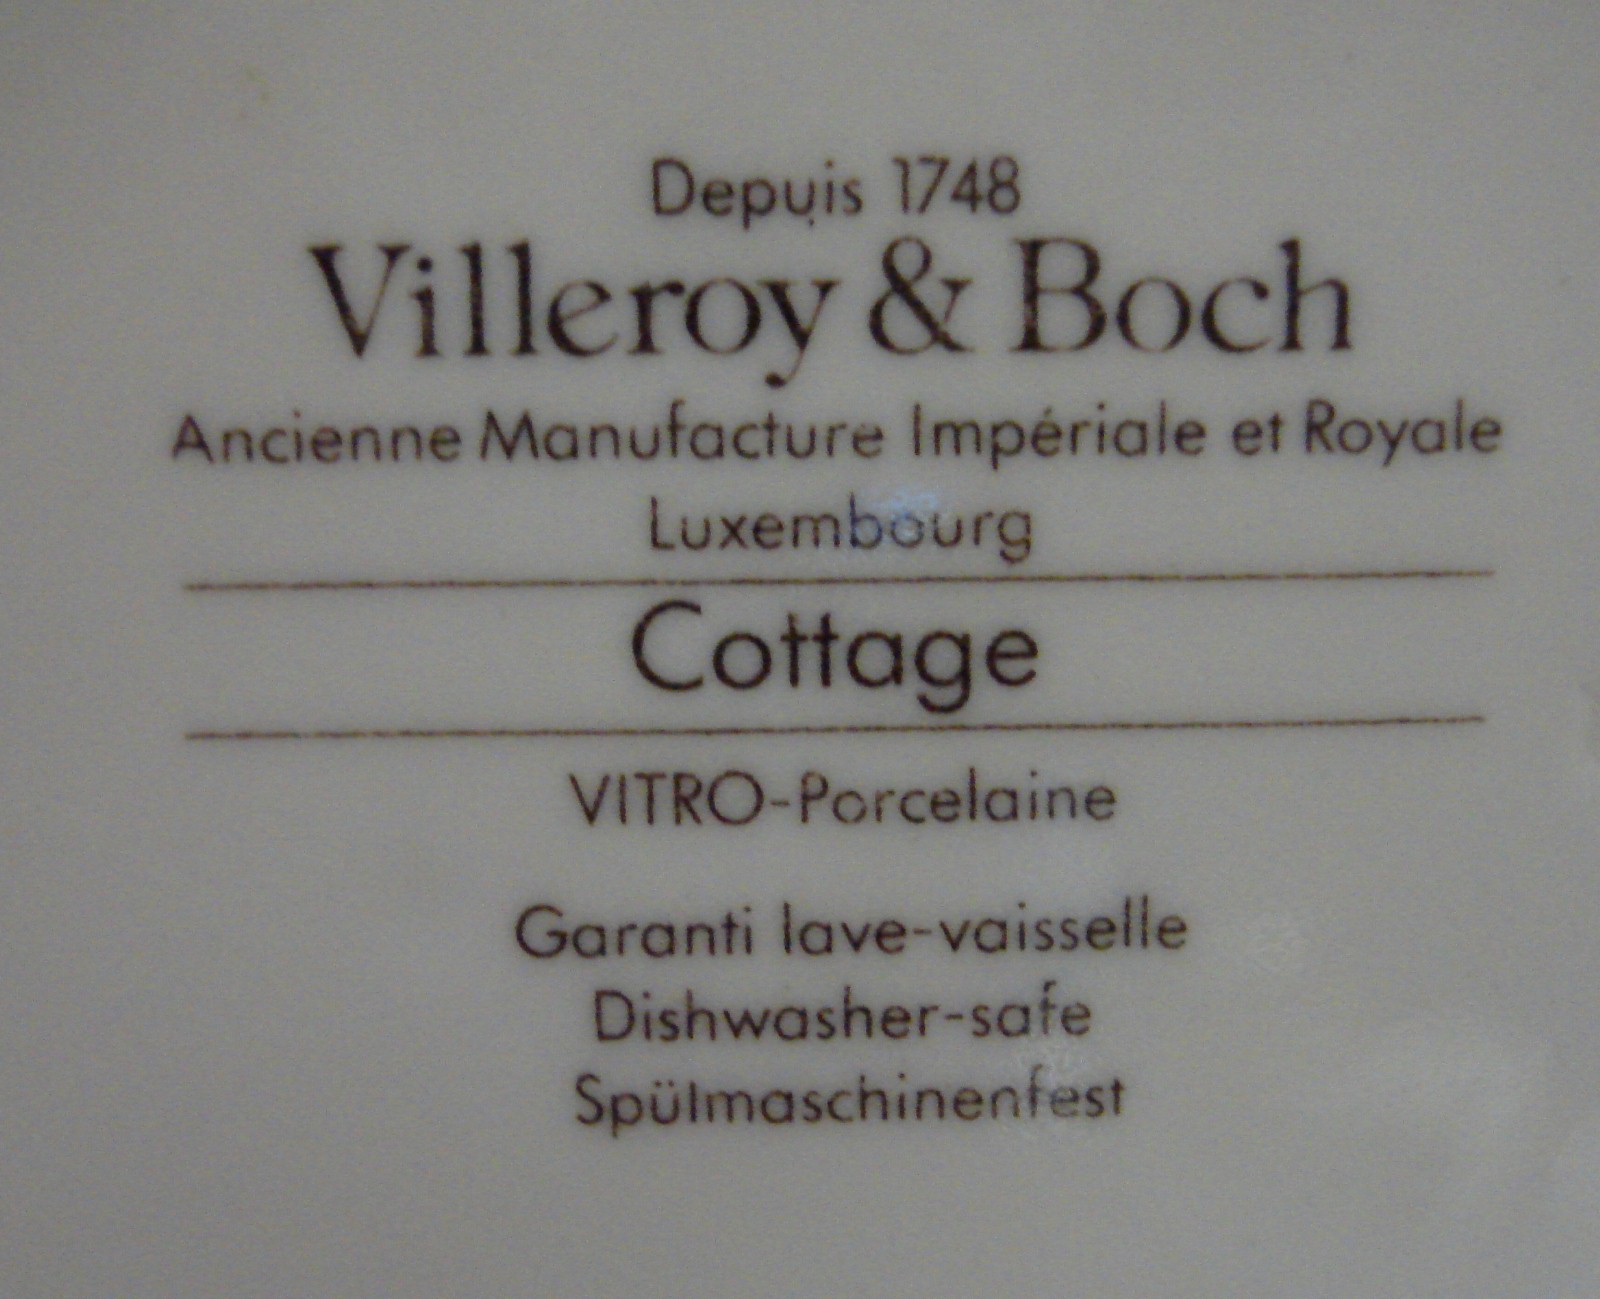 Depuis 1748
Villeroy & Boch
Ancienne Manufacture Impériale et Royale
Luxembourg
Cottage
VITRO-Porcelaine
Garanti lave-vaisselle
Dishwasher-safe
Spülmaschinenfest